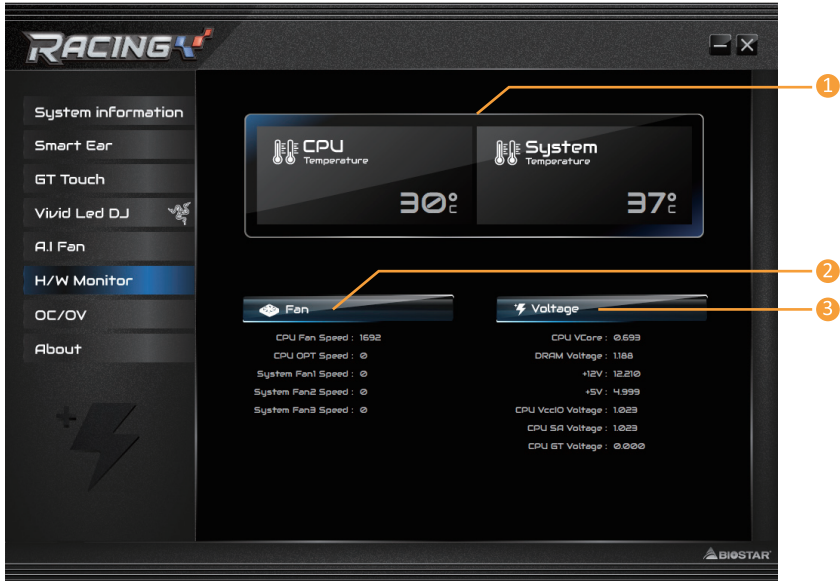 RACING
System information
Smart Ear
GT Touch
Vivid Led DJ
A.I Fan
H/W Monitor
OC/OV
About
1
CPU
Temperature
30°C
System
Temperature
37°C
2
Fan
CPU Fan Speed : 1692
CPU OPT Speed : 0
System Fan1 Speed : 0
System Fan2 Speed : 0
System Fan3 Speed : 0
3
Voltage
CPU VCore : 0.693
DRAM Voltage : 1.188
+12V : 12.210
+5V : 4.999
CPU VccIO Voltage : 1.023
CPU SA Voltage : 1.023
CPU GT Voltage : 0.000
BIOSTAR